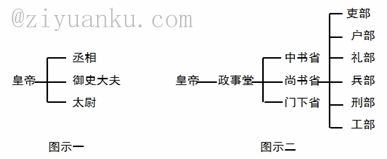 @ziyuanku.com
吏部
户部
礼部
兵部
刑部
工部
中书省
尚书省
门下省
皇帝
政事堂
丞相
御史大夫
太尉
皇帝
图示一
图示二